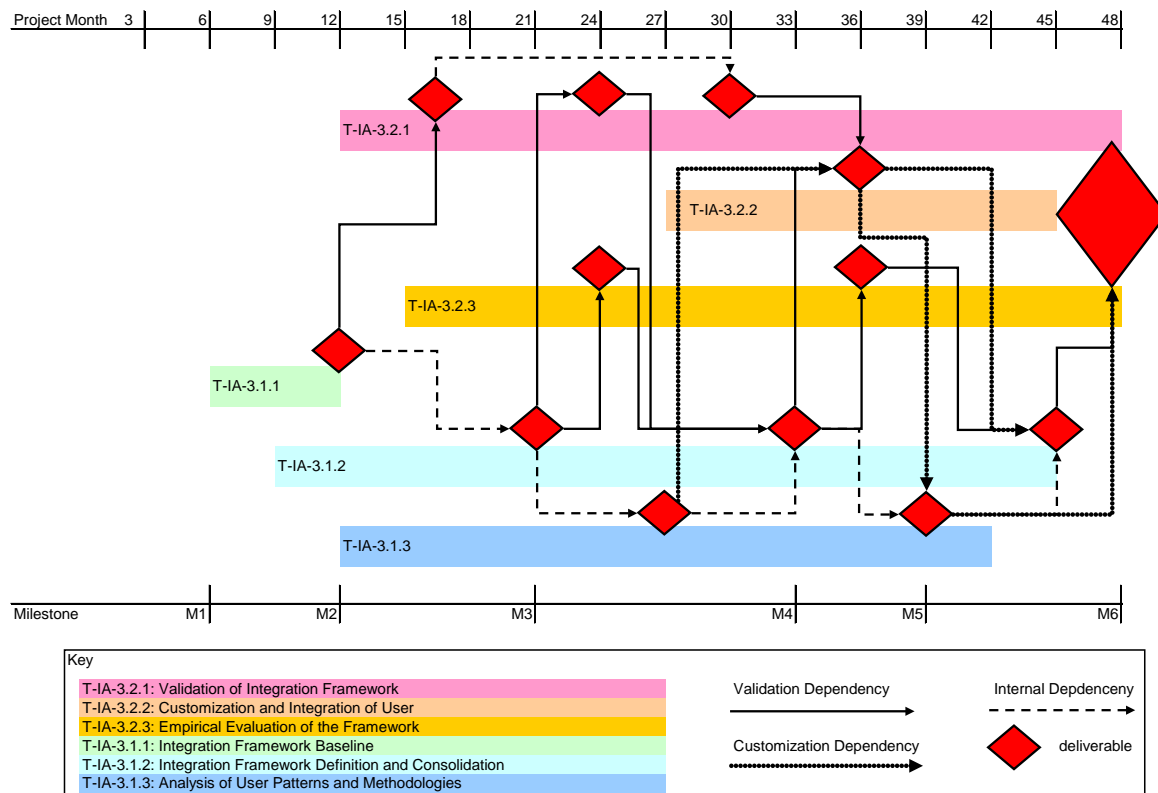 Project Month 3 6 9 12 15 18 21 24 27 30 33 36 39 42 45 48
T-IA-3.2.1
T-IA-3.2.2
T-IA-3.2.3
T-IA-3.1.1
T-IA-3.1.2
T-IA-3.1.3
Milestone M1 M2 M3 M4 M5 M6
Key
T-IA-3.2.1: Validation of Integration Framework
T-IA-3.2.2: Customization and Integration of User
T-IA-3.2.3: Empirical Evaluation of the Framework
T-IA-3.1.1: Integration Framework Baseline
T-IA-3.1.2: Integration Framework Definition and Consolidation
T-IA-3.1.3: Analysis of User Patterns and Methodologies
Validation Dependency
Internal Depdenceny
Customization Dependency
deliverable